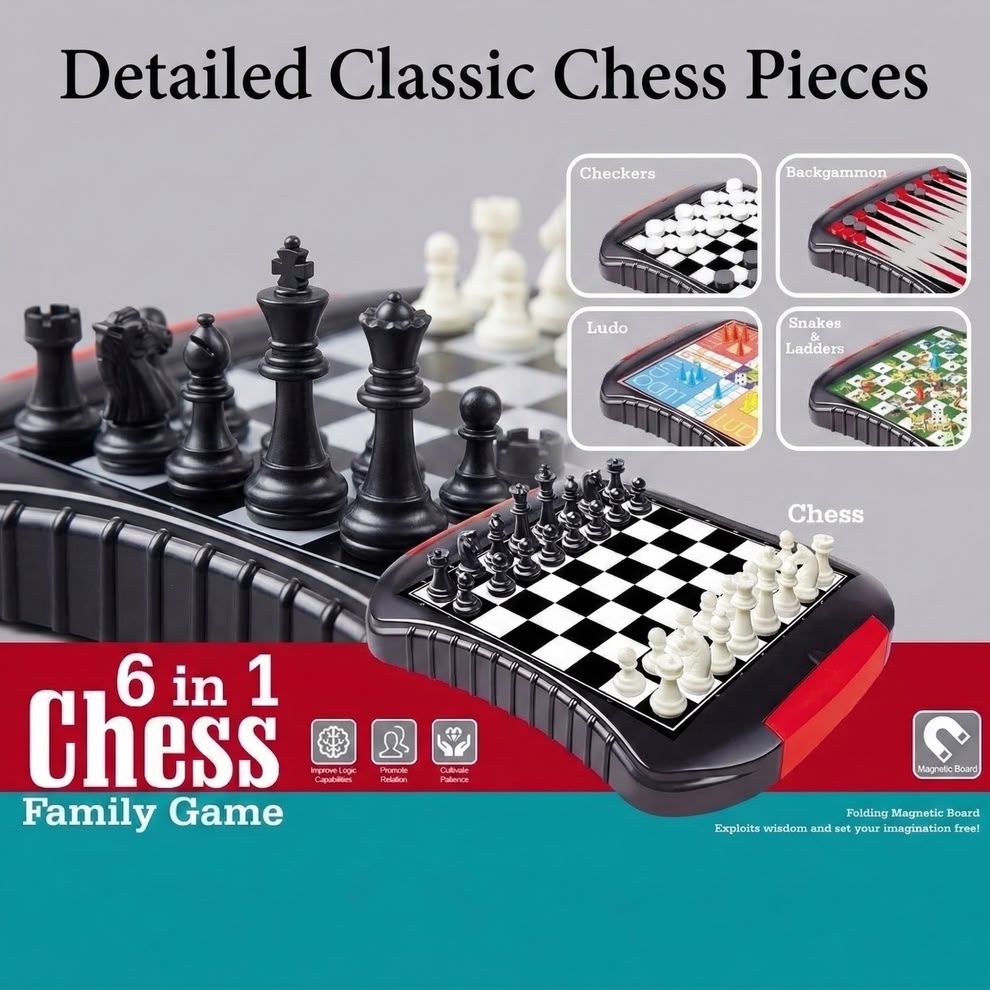 Detailed Classic Chess Pieces
Checkers
Backgammon
Ludo
Snakes
&
Ladders
Chess
6 in 1
Chess
Family Game
Improve Logic
Capabilities
Promote
Relation
Cultivate
Patience
Magnetic Board
Folding Magnetic Board
Exploits wisdom and set your imagination free!